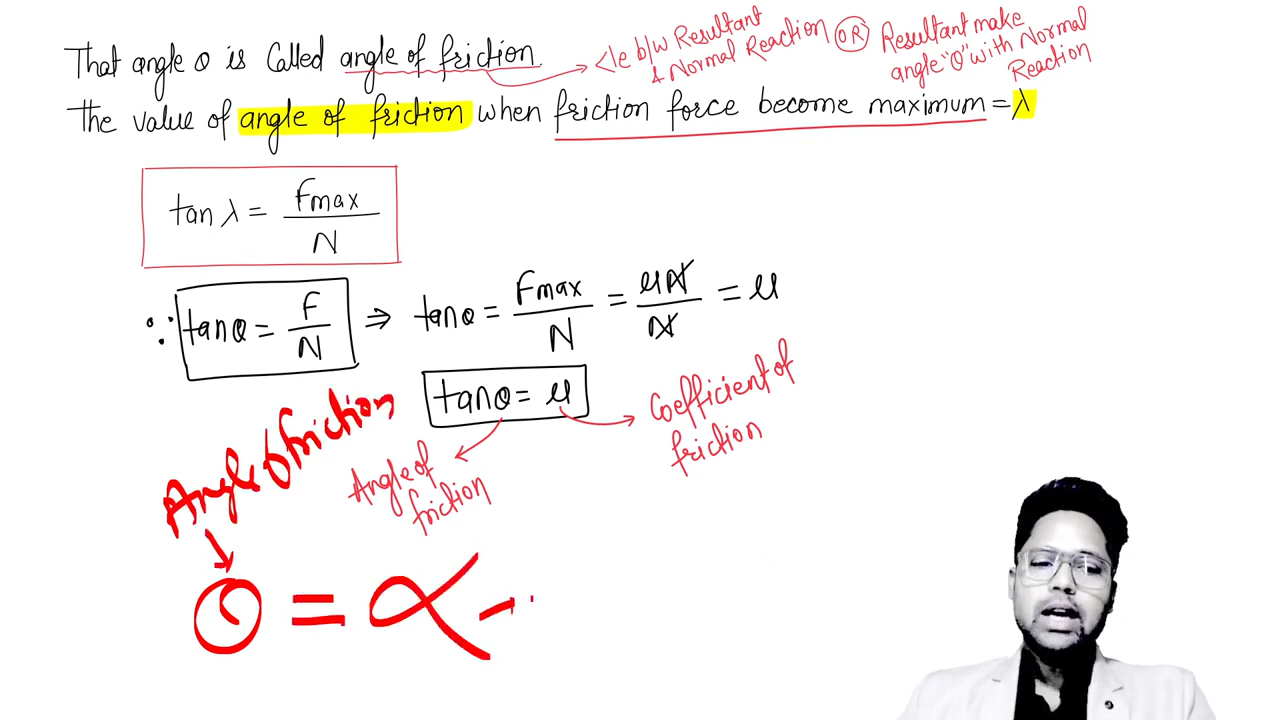 That angle θ is Called angle of friction.
<le b/w Resultant
& Normal Reaction
OR
Resultant make
angle "θ" with Normal
Reaction
The value of angle of friction when friction force become maximum = λ
tan λ = Fmax / N
∵ tanθ = F / N ⇒ tanθ = Fmax / N = μN / N = μ
tanθ = μ
Coefficient of
friction
Angle of
friction
Angle of friction
θ = α -